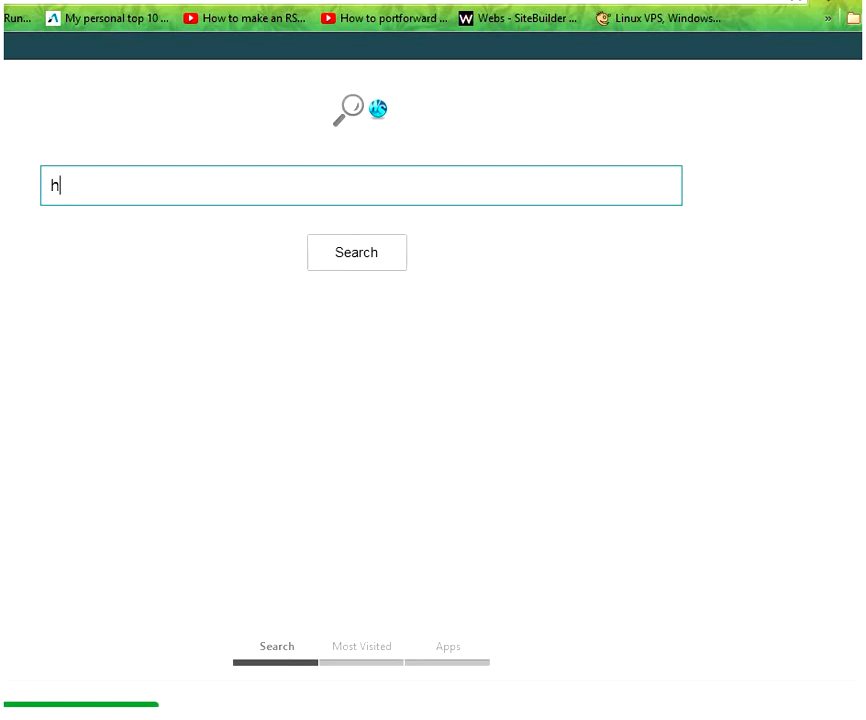 Run... My personal top 10 ... How to make an RS... How to portforward ... W Webs - SiteBuilder ... Linux VPS, Windows... »
h
Search
Search Most Visited Apps